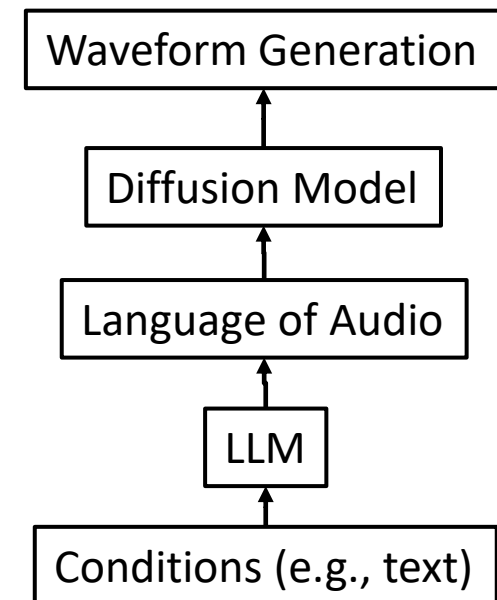 Waveform Generation
Diffusion Model
Language of Audio
LLM
Conditions (e.g., text)